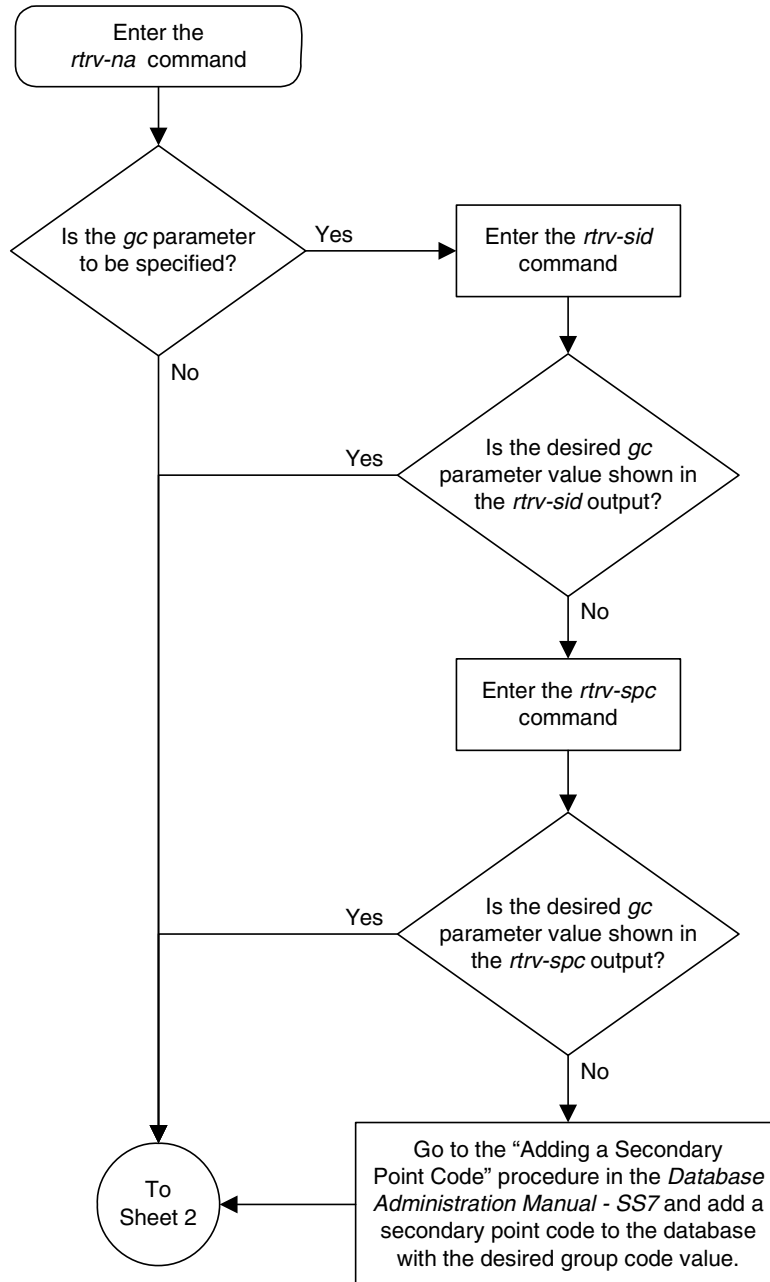 Enter the
rtrv-na command
Is the gc parameter
to be specified?
Yes
Enter the rtrv-sid
command
No
Yes
Is the desired gc
parameter value shown in
the rtrv-sid output?
No
Enter the rtrv-spc
command
Yes
Is the desired gc
parameter value shown in
the rtrv-spc output?
No
To
Sheet 2
Go to the “Adding a Secondary
Point Code” procedure in the Database
Administration Manual - SS7 and add a
secondary point code to the database
with the desired group code value.